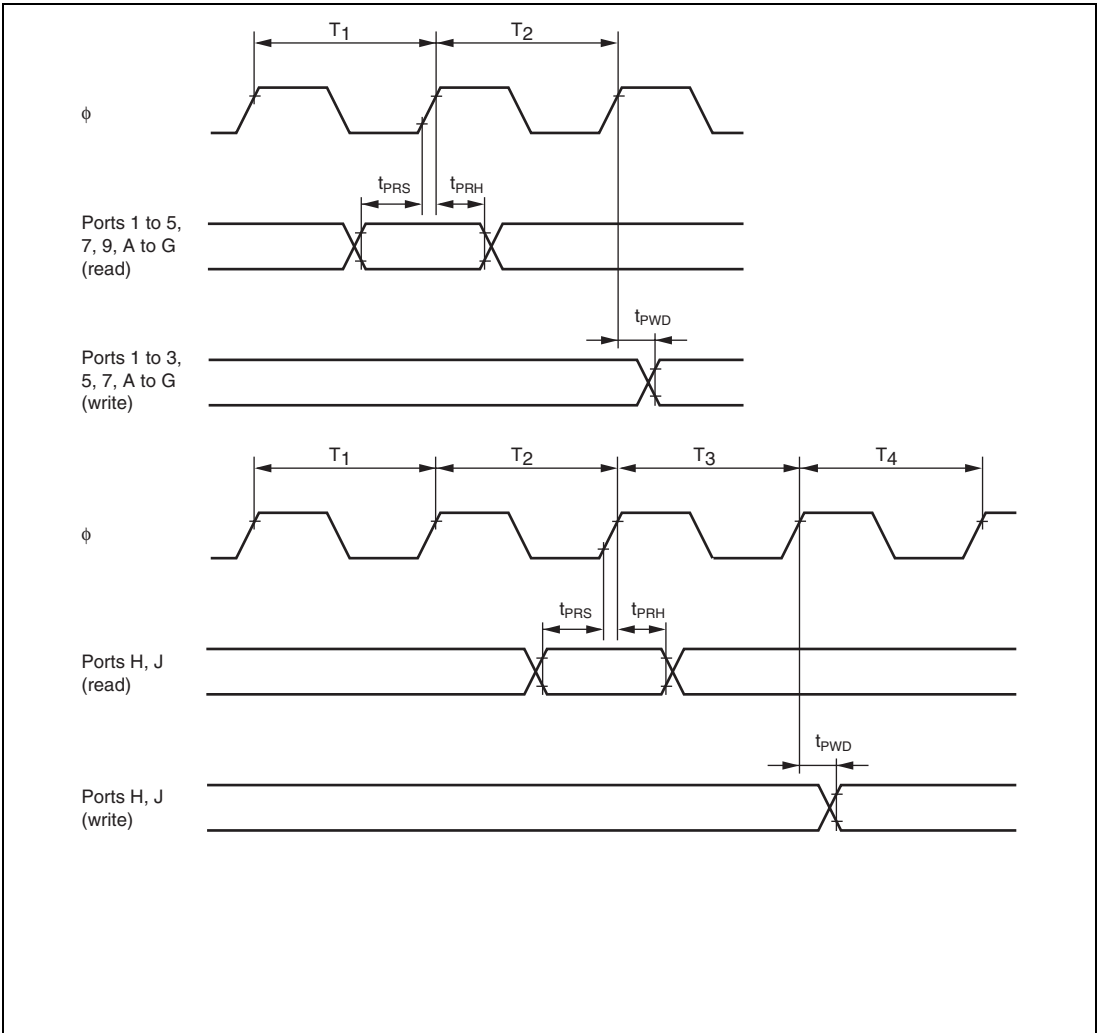 T1 T2
ϕ
tPRS tPRH
Ports 1 to 5,
7, 9, A to G
(read)
tPWD
Ports 1 to 3,
5, 7, A to G
(write)
T1 T2 T3 T4
ϕ
tPRS tPRH
Ports H, J
(read)
tPWD
Ports H, J
(write)